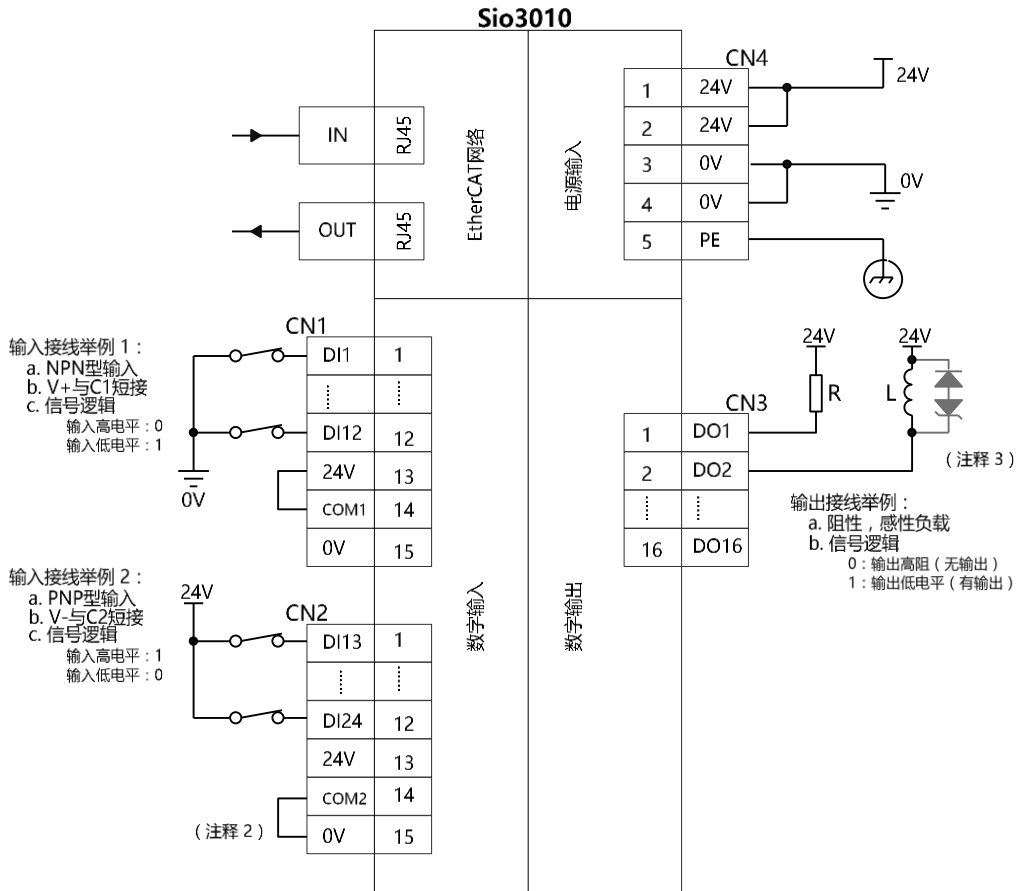 Sio3010
IN
RJ45
OUT
RJ45
EtherCAT网络
电源输入
CN4
1 24V
2 24V
3 0V
4 0V
5 PE
24V
0V
输入接线举例 1：
a. NPN型输入
b. V+与C1短接
c. 信号逻辑
输入高电平：0
输入低电平：1
0V
CN1
DI1 1
DI12 12
24V 13
COM1 14
0V 15
输入接线举例 2：
a. PNP型输入
b. V-与C2短接
c. 信号逻辑
输入高电平：1
输入低电平：0
24V
CN2
DI13 1
DI24 12
24V 13
COM2 14
0V 15
（注释 2）
数字输入
数字输出
CN3
1 DO1
2 DO2
16 DO16
24V
R
24V
L
（注释 3）
输出接线举例：
a. 阻性，感性负载
b. 信号逻辑
0：输出高阻（无输出）
1：输出低电平（有输出）